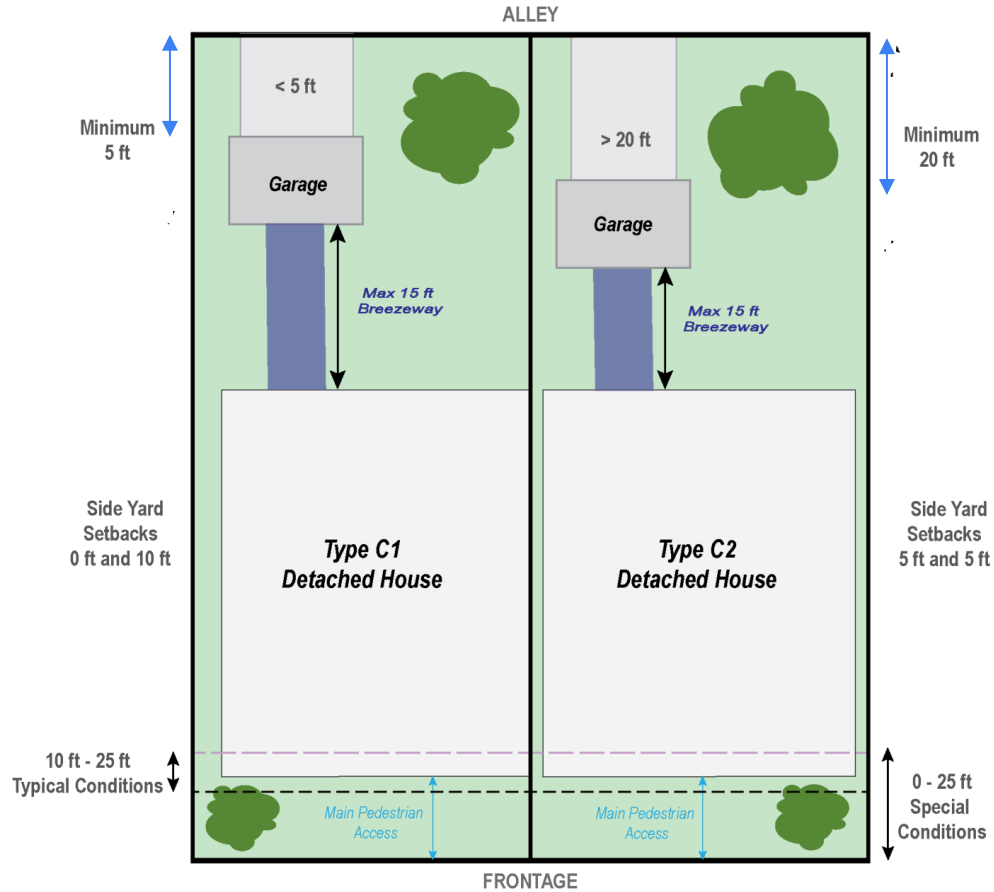 ALLEY
< 5 ft
> 20 ft
Minimum
5 ft
Minimum
20 ft
Garage
Garage
Max 15 ft
Breezeway
Max 15 ft
Breezeway
Side Yard
Setbacks
0 ft and 10 ft
Type C1
Detached House
Type C2
Detached House
Side Yard
Setbacks
5 ft and 5 ft
10 ft - 25 ft
Typical Conditions
Main Pedestrian
Access
Main Pedestrian
Access
0 - 25 ft
Special
Conditions
FRONTAGE